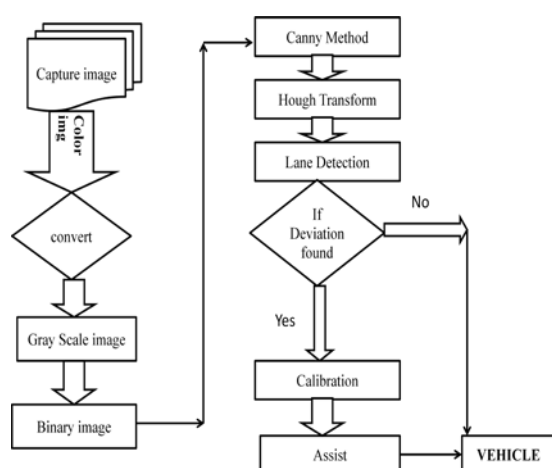 Capture image
Color
img
convert
Gray Scale image
Binary image
Canny Method
Hough Transform
Lane Detection
If
Deviation
found
No
Yes
Calibration
Assist
VEHICLE